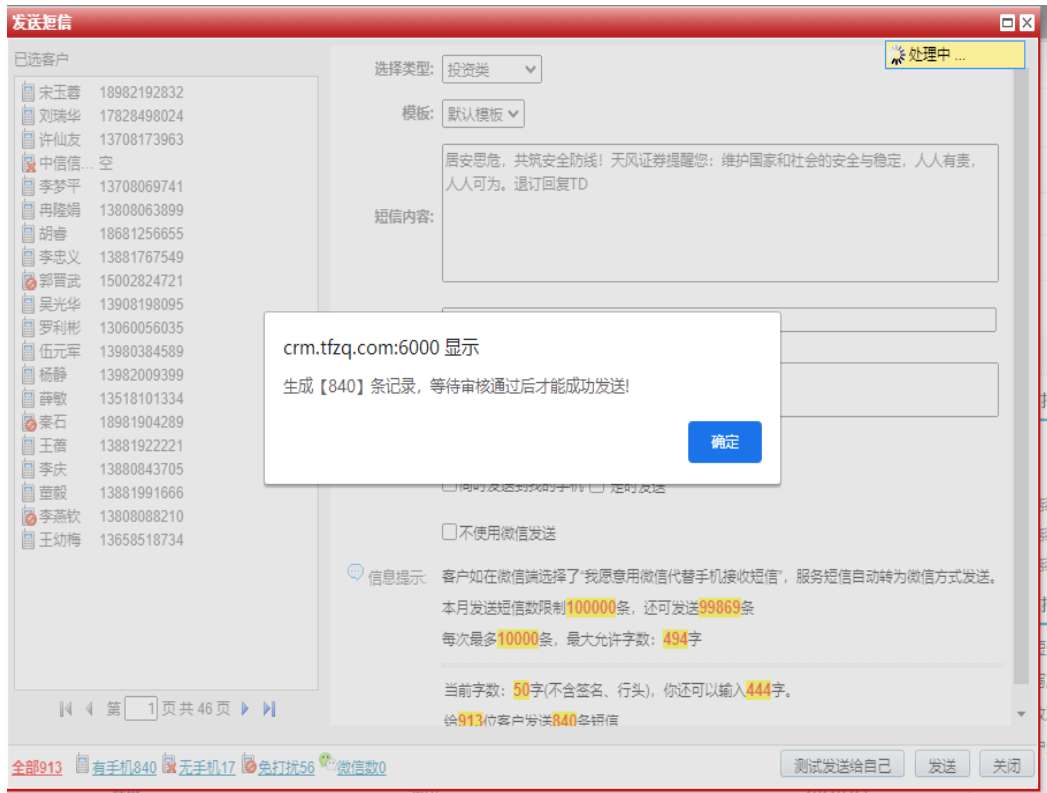 发送短信
处理中 ...
已选客户
宋玉蓉 18982192832
刘瑞华 17828498024
许仙友 13708173963
中信信... 空
李梦平 13708069741
冉隆娟 13808063899
胡睿 18681256655
李忠义 13881767549
郭晋武 15002824721
吴光华 13908198095
罗利彬 13060056035
伍元军 13980384589
杨静 13982009399
薛敏 13518101334
秦石 18981904289
王蓓 13881922221
李庆 13880843705
董毅 13881991666
李燕钦 13808088210
王幼梅 13658518734
第 1 页共 46 页
选择类型: 投资类
模板: 默认模板
短信内容:
居安思危，共筑安全防线！天风证券提醒您：维护国家和社会的安全与稳定，人人有责，
人人可为。退订回复TD
crm.tfzq.com:6000 显示
生成【840】条记录，等待审核通过后才能成功发送!
确定
同时发送到我的手机 定时发送
不使用微信发送
信息提示: 客户如在微信端选择了“我愿意用微信代替手机接收短信”，服务短信自动转为微信方式发送。
本月发送短信数限制100000条，还可发送99869条
每次最多10000条，最大允许字数：494字
当前字数：50字(不含签名、行头)，你还可以输入444字。
给913位客户发送840条短信
全部913 有手机840 无手机17 免打扰56 微信数0
测试发送给自己 发送 关闭